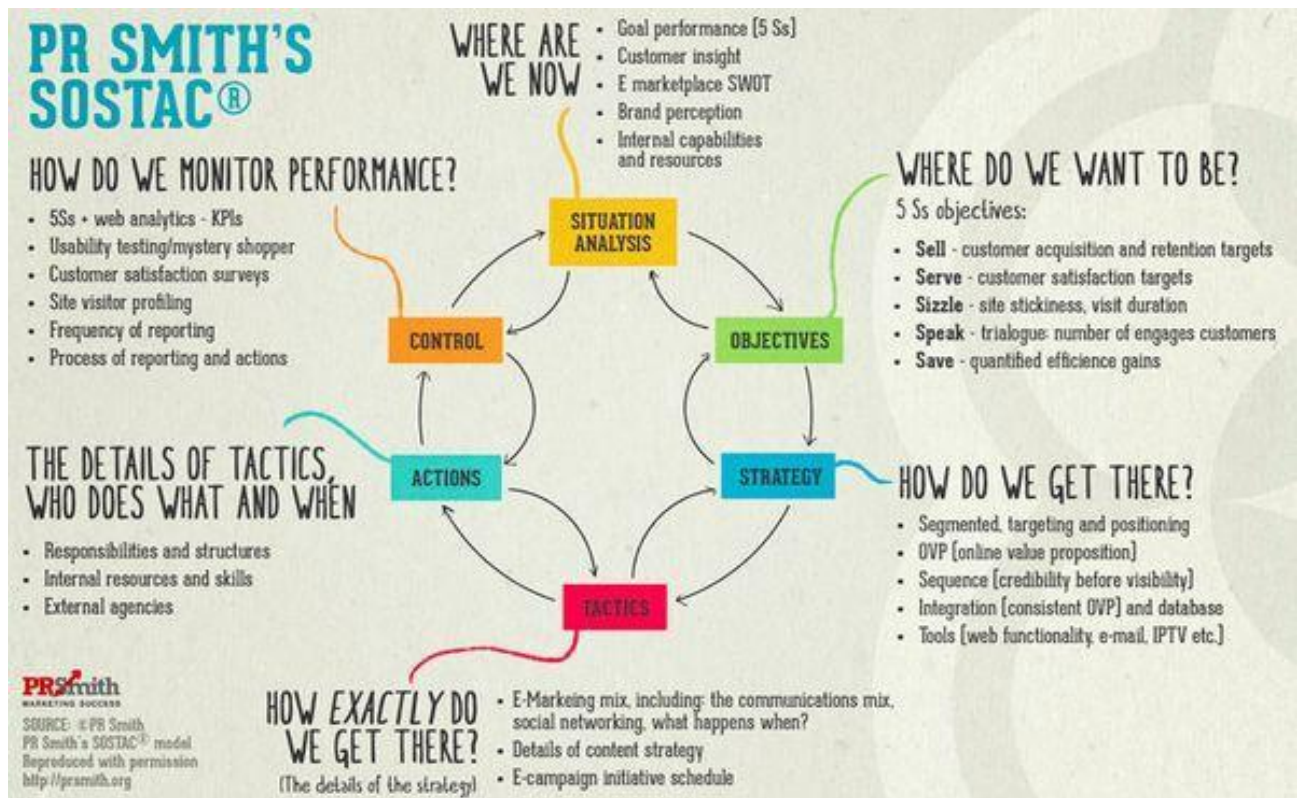 PR SMITH'S
SOSTAC®
WHERE ARE
WE NOW
• Goal performance (5 Ss)
• Customer insight
• E marketplace SWOT
• Brand perception
• Internal capabilities
and resources
HOW DO WE MONITOR PERFORMANCE?
• 5Ss + web analytics - KPIs
• Usability testing/mystery shopper
• Customer satisfaction surveys
• Site visitor profiling
• Frequency of reporting
• Process of reporting and actions
WHERE DO WE WANT TO BE?
5 Ss objectives:
• Sell - customer acquisition and retention targets
• Serve - customer satisfaction targets
• Sizzle - site stickiness, visit duration
• Speak - trialogue: number of engages customers
• Save - quantified efficience gains
SITUATION
ANALYSIS
CONTROL
OBJECTIVES
ACTIONS
STRATEGY
TACTICS
THE DETAILS OF TACTICS,
WHO DOES WHAT AND WHEN
• Responsibilities and structures
• Internal resources and skills
• External agencies
HOW DO WE GET THERE?
• Segmented, targeting and positioning
• OVP (online value proposition)
• Sequence (credibility before visibility)
• Integration (consistent OVP) and database
• Tools (web functionality, e-mail, IPTV etc.)
HOW EXACTLY DO
WE GET THERE?
(The details of the strategy)
• E-Markeing mix, including: the communications mix,
social networking, what happens when?
• Details of content strategy
• E-campaign initiative schedule
PRSmith
MARKETING SUCCESS
SOURCE: ©PR Smith
PR Smith's SOSTAC® model
Reproduced with permission
http://prsmith.org